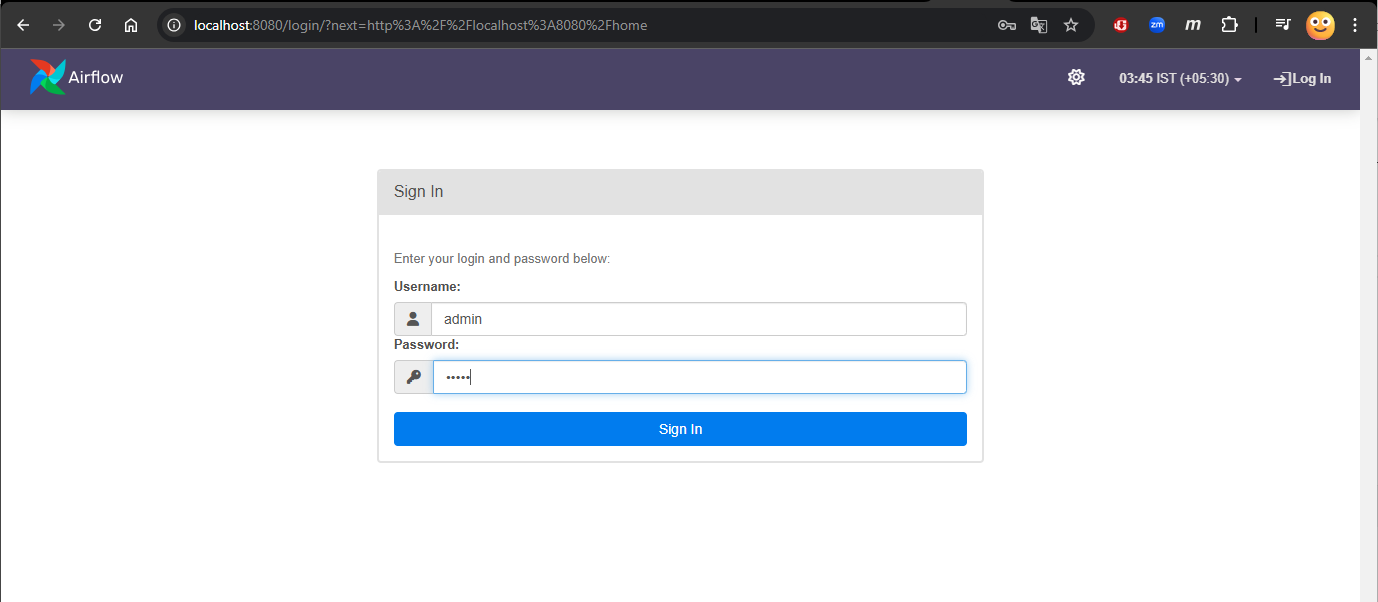 localhost:8080/login/?next=http%3A%2F%2Flocalhost%3A8080%2Fhome
zm
m
Airflow
03:45 IST (+05:30)
Log In
Sign In
Enter your login and password below:
Username:
admin
Password:
•••••
Sign In